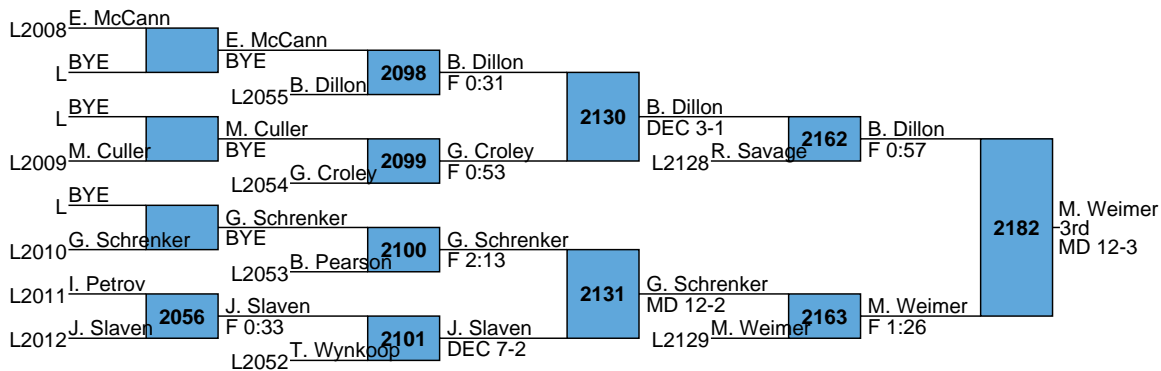 L2008 E. McCann
L BYE
E. McCann
BYE
L2055 B. Dillon
2098
B. Dillon
F 0:31
L BYE
L2009 M. Culler
M. Culler
BYE
L2054 G. Croley
2099
G. Croley
F 0:53
2130
B. Dillon
DEC 3-1
L2128 R. Savage
2162
B. Dillon
F 0:57
L BYE
L2010 G. Schrenker
G. Schrenker
BYE
L2053 B. Pearson
2100
G. Schrenker
F 2:13
L2011 I. Petrov
L2012 J. Slaven
2056
J. Slaven
F 0:33
L2052 T. Wynkoop
2101
J. Slaven
DEC 7-2
2131
G. Schrenker
MD 12-2
L2129 M. Weimer
2163
M. Weimer
F 1:26
2182
M. Weimer
3rd
MD 12-3